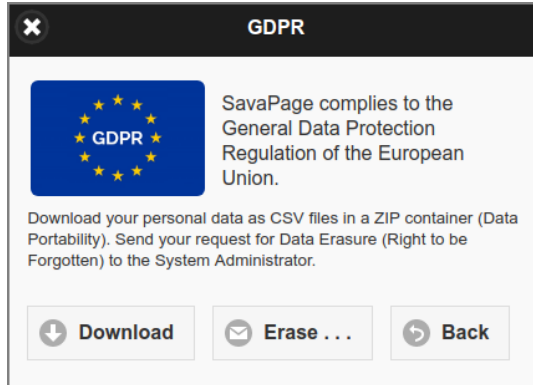 GDPR
GDPR
SavaPage complies to the
General Data Protection
Regulation of the European
Union.
Download your personal data as CSV files in a ZIP container (Data
Portability). Send your request for Data Erasure (Right to be
Forgotten) to the System Administrator.
Download
Erase . . .
Back